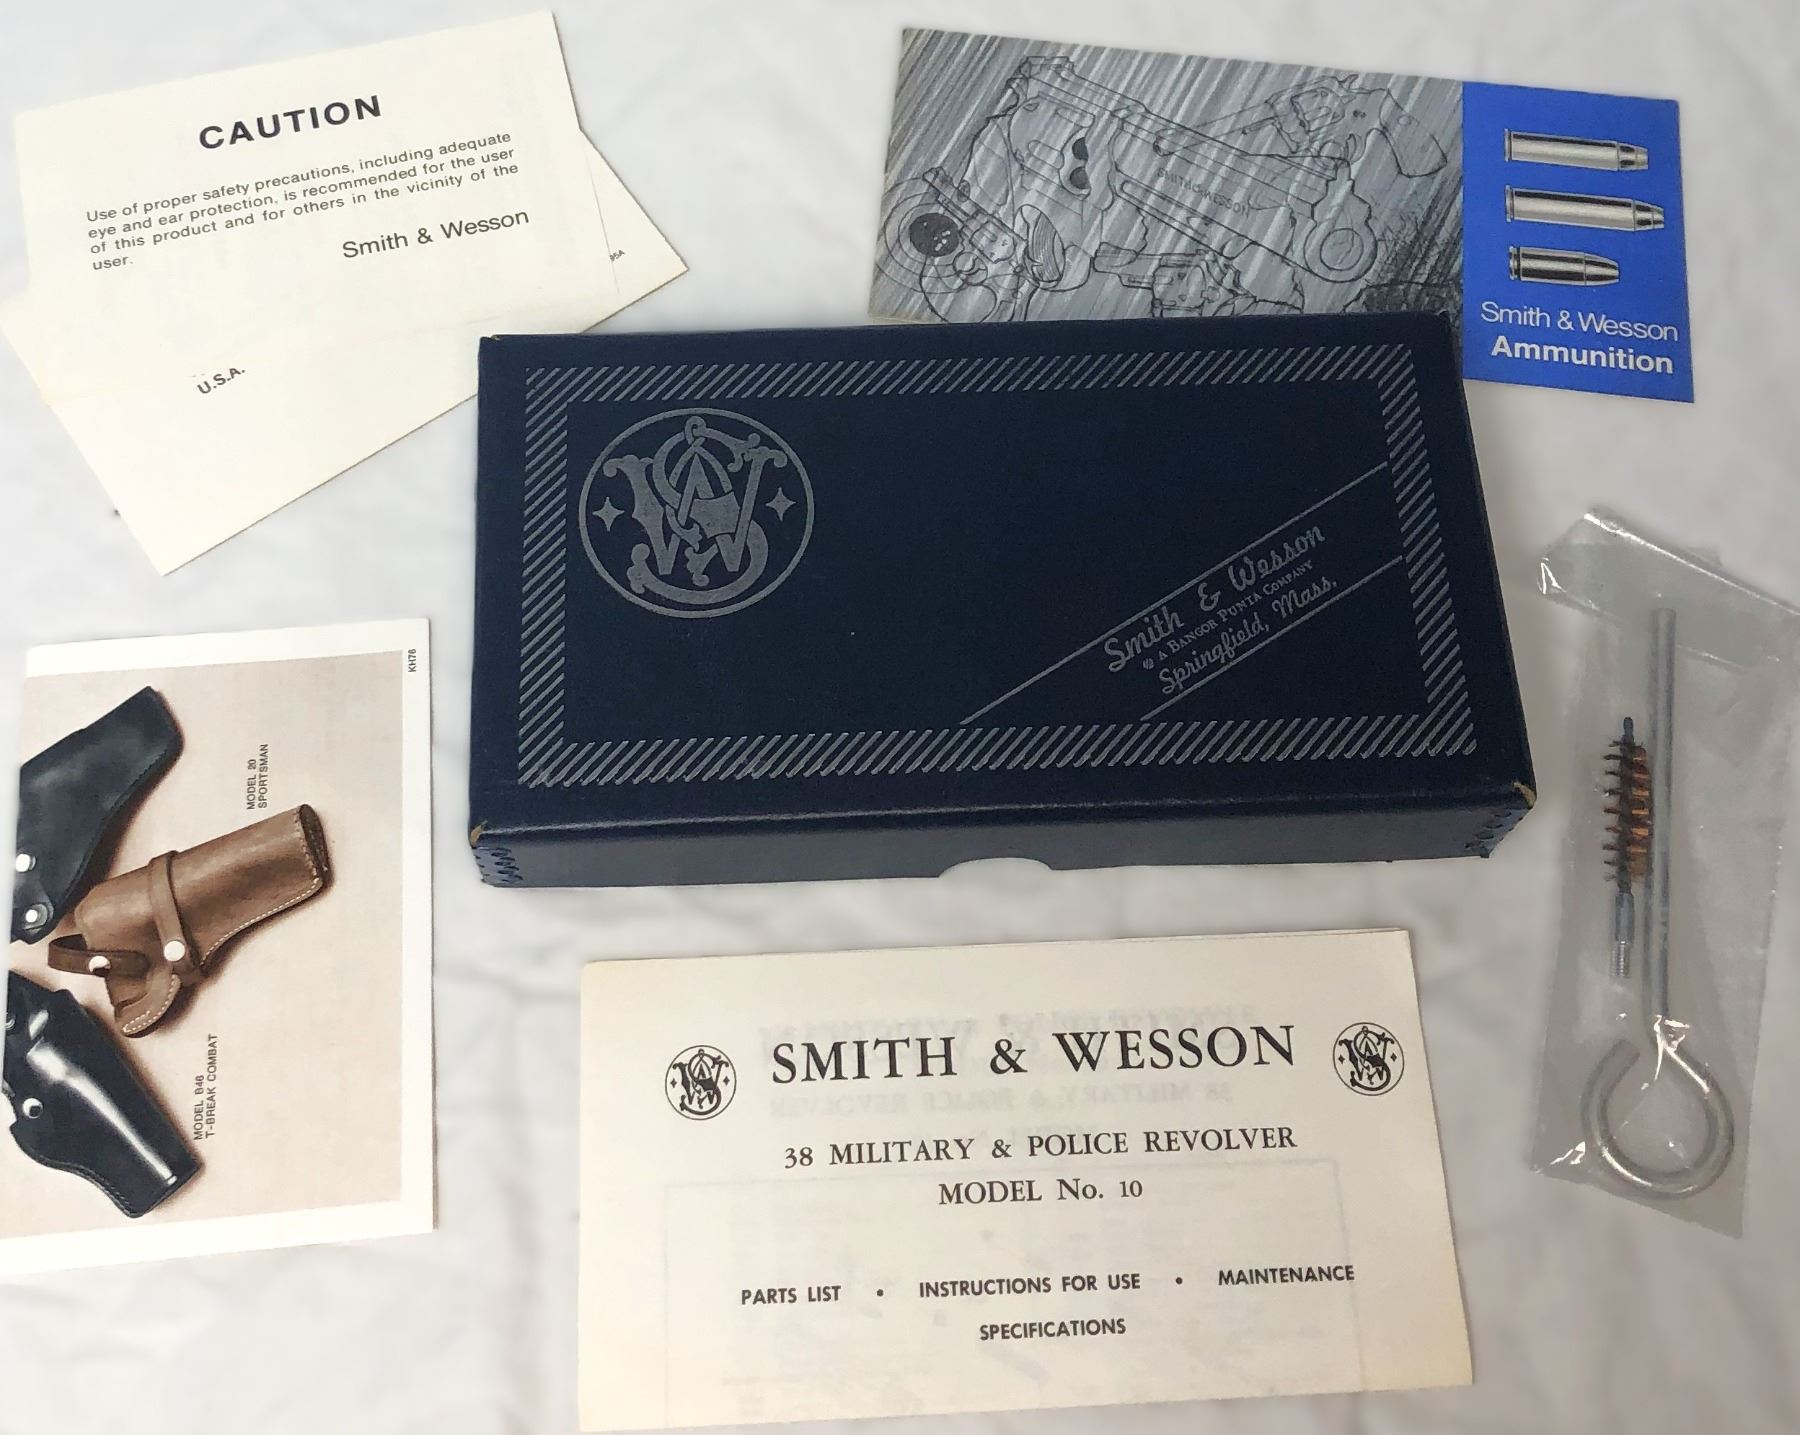 CAUTION
Use of proper safety precautions, including adequate
eye and ear protection, is recommended for the user
of this product and for others in the vicinity of the
user.
Smith & Wesson
U.S.A.
SMITH & WESSON
Smith & Wesson
Ammunition
Smith & Wesson
A BANGOR PUNTA COMPANY
Springfield, Mass.
KH76
MODEL 20
SPORTSMAN
MODEL B46
T-BREAK COMBAT
SMITH & WESSON
38 MILITARY & POLICE REVOLVER
MODEL No. 10
PARTS LIST • INSTRUCTIONS FOR USE • MAINTENANCE
SPECIFICATIONS